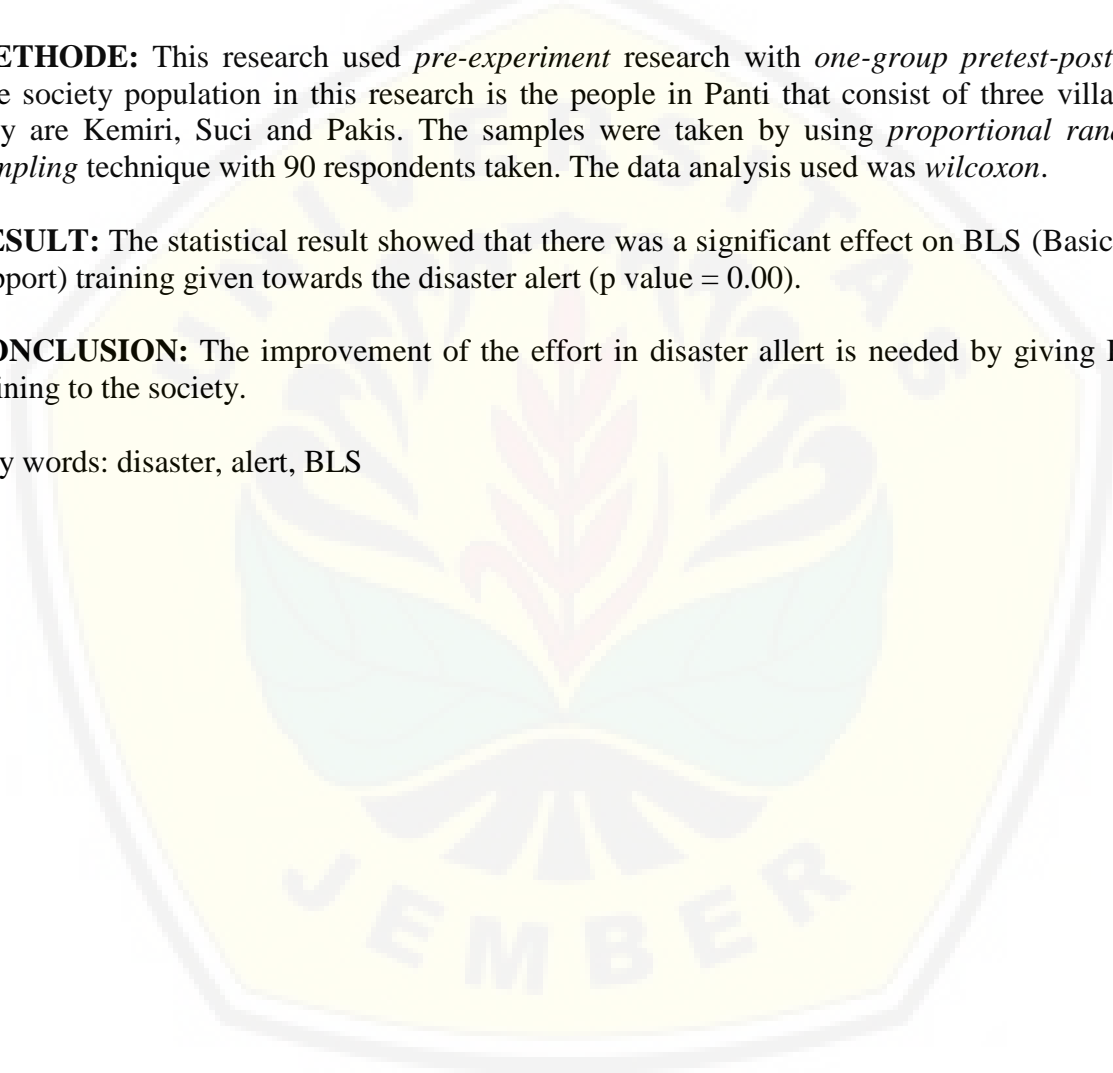 ETHODE: This research used pre-experiment research with one-group pretest-post
e society population in this research is the people in Panti that consist of three villa
y are Kemiri, Suci and Pakis. The samples were taken by using proportional ran
mpling technique with 90 respondents taken. The data analysis used was wilcoxon.
ESULT: The statistical result showed that there was a significant effect on BLS (Basic
pport) training given towards the disaster alert (p value = 0.00).
ONCLUSION: The improvement of the effort in disaster allert is needed by giving
ining to the society.
y words: disaster, alert, BLS
UNIVERSITAS
JEMBER